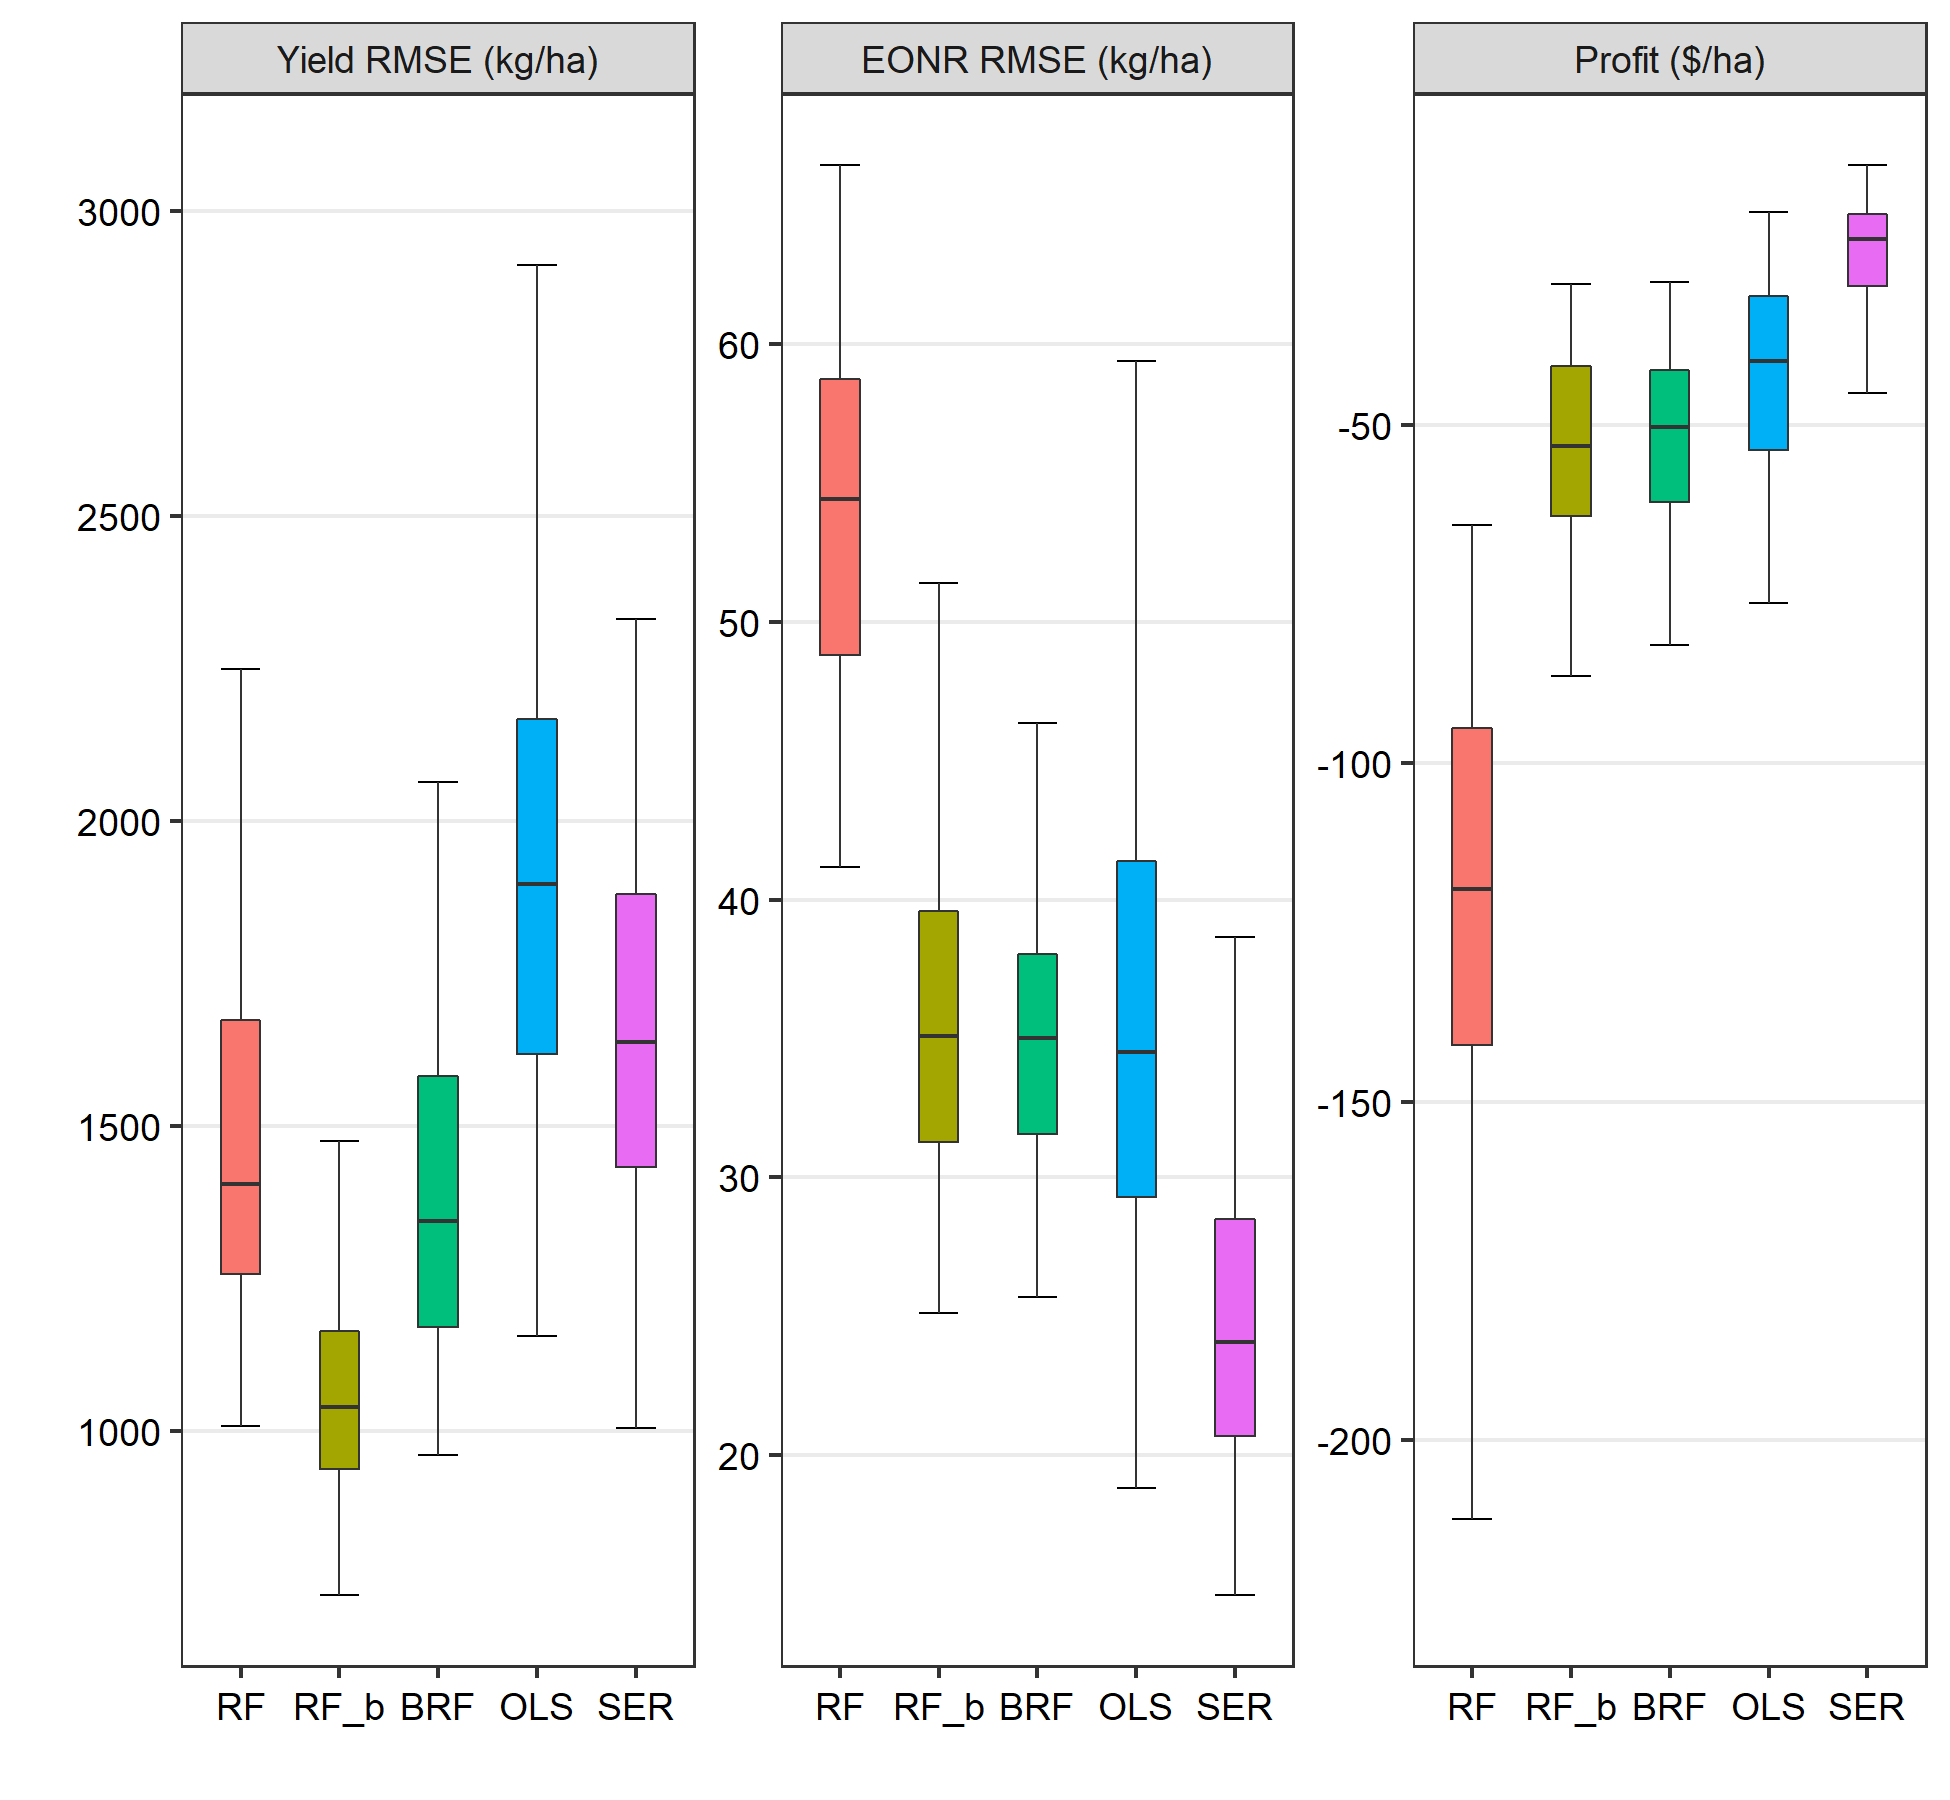 Yield RMSE (kg/ha)
EONR RMSE (kg/ha)
Profit ($/ha)
3000
2500
2000
1500
1000
60
50
40
30
20
-50
-100
-150
-200
RF RF_b BRF OLS SER
RF RF_b BRF OLS SER
RF RF_b BRF OLS SER